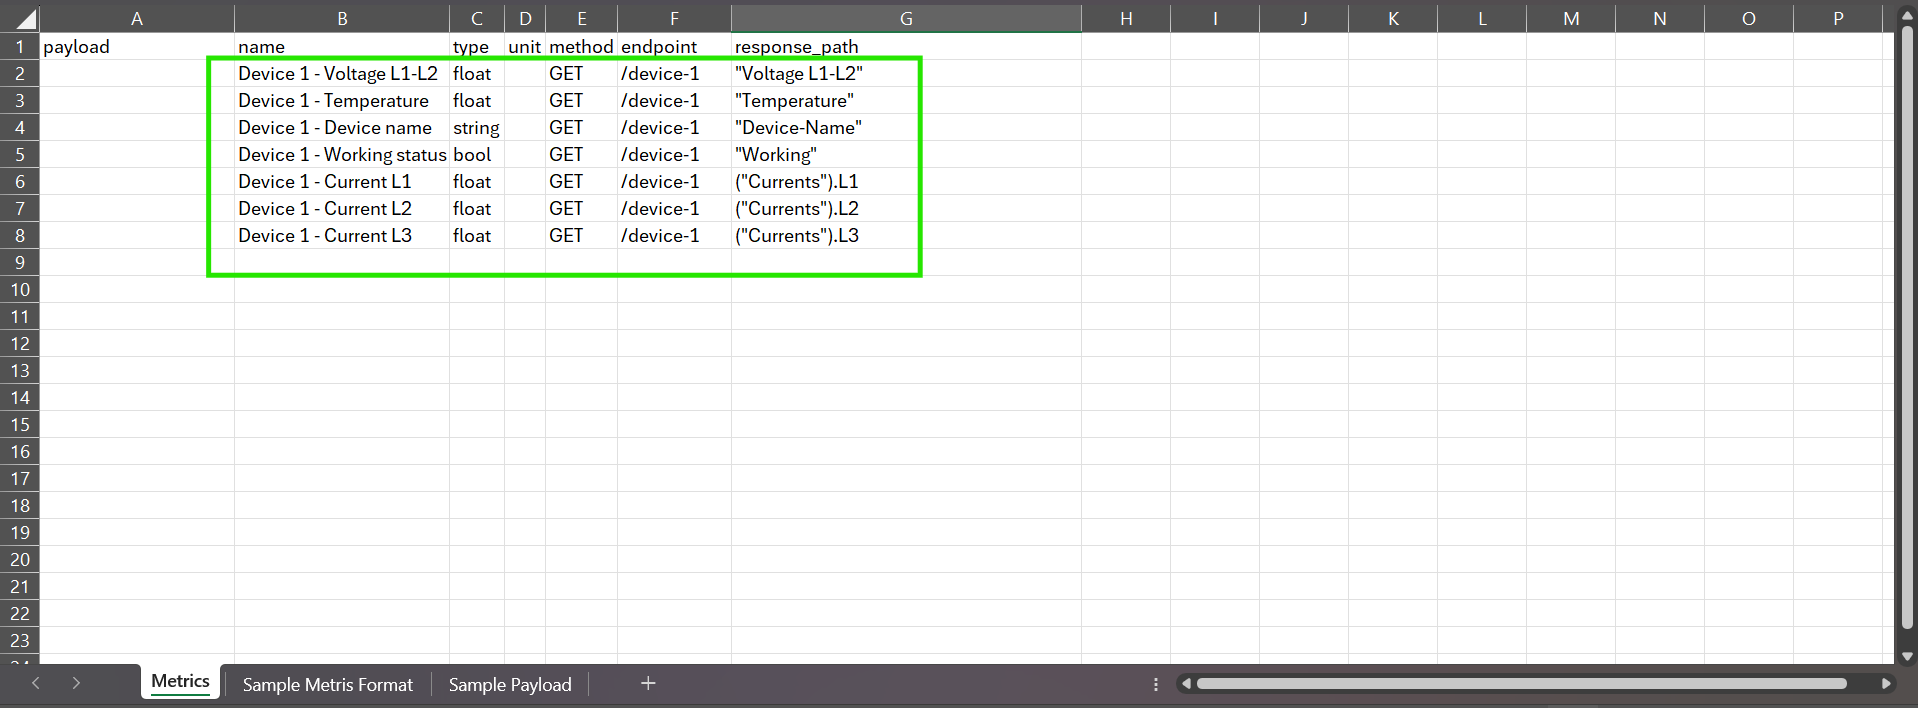 A B C D E F G H I J K L M N O P
1 payload name type unit method endpoint response_path
2 Device 1 - Voltage L1-L2 float GET /device-1 "Voltage L1-L2"
3 Device 1 - Temperature float GET /device-1 "Temperature"
4 Device 1 - Device name string GET /device-1 "Device-Name"
5 Device 1 - Working status bool GET /device-1 "Working"
6 Device 1 - Current L1 float GET /device-1 ("Currents").L1
7 Device 1 - Current L2 float GET /device-1 ("Currents").L2
8 Device 1 - Current L3 float GET /device-1 ("Currents").L3
9
10
11
12
13
14
15
16
17
18
19
20
21
22
23
Metrics Sample Metris Format Sample Payload +